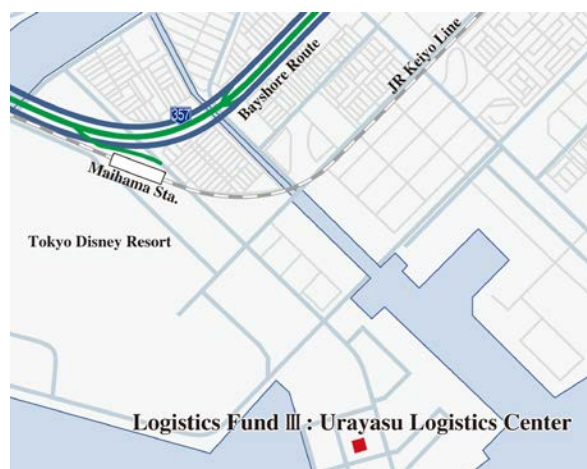 Bayshore Route
JR Keiyo Line
357
Maihama Sta.
Tokyo Disney Resort
Logistics Fund Ⅲ : Urayasu Logistics Center